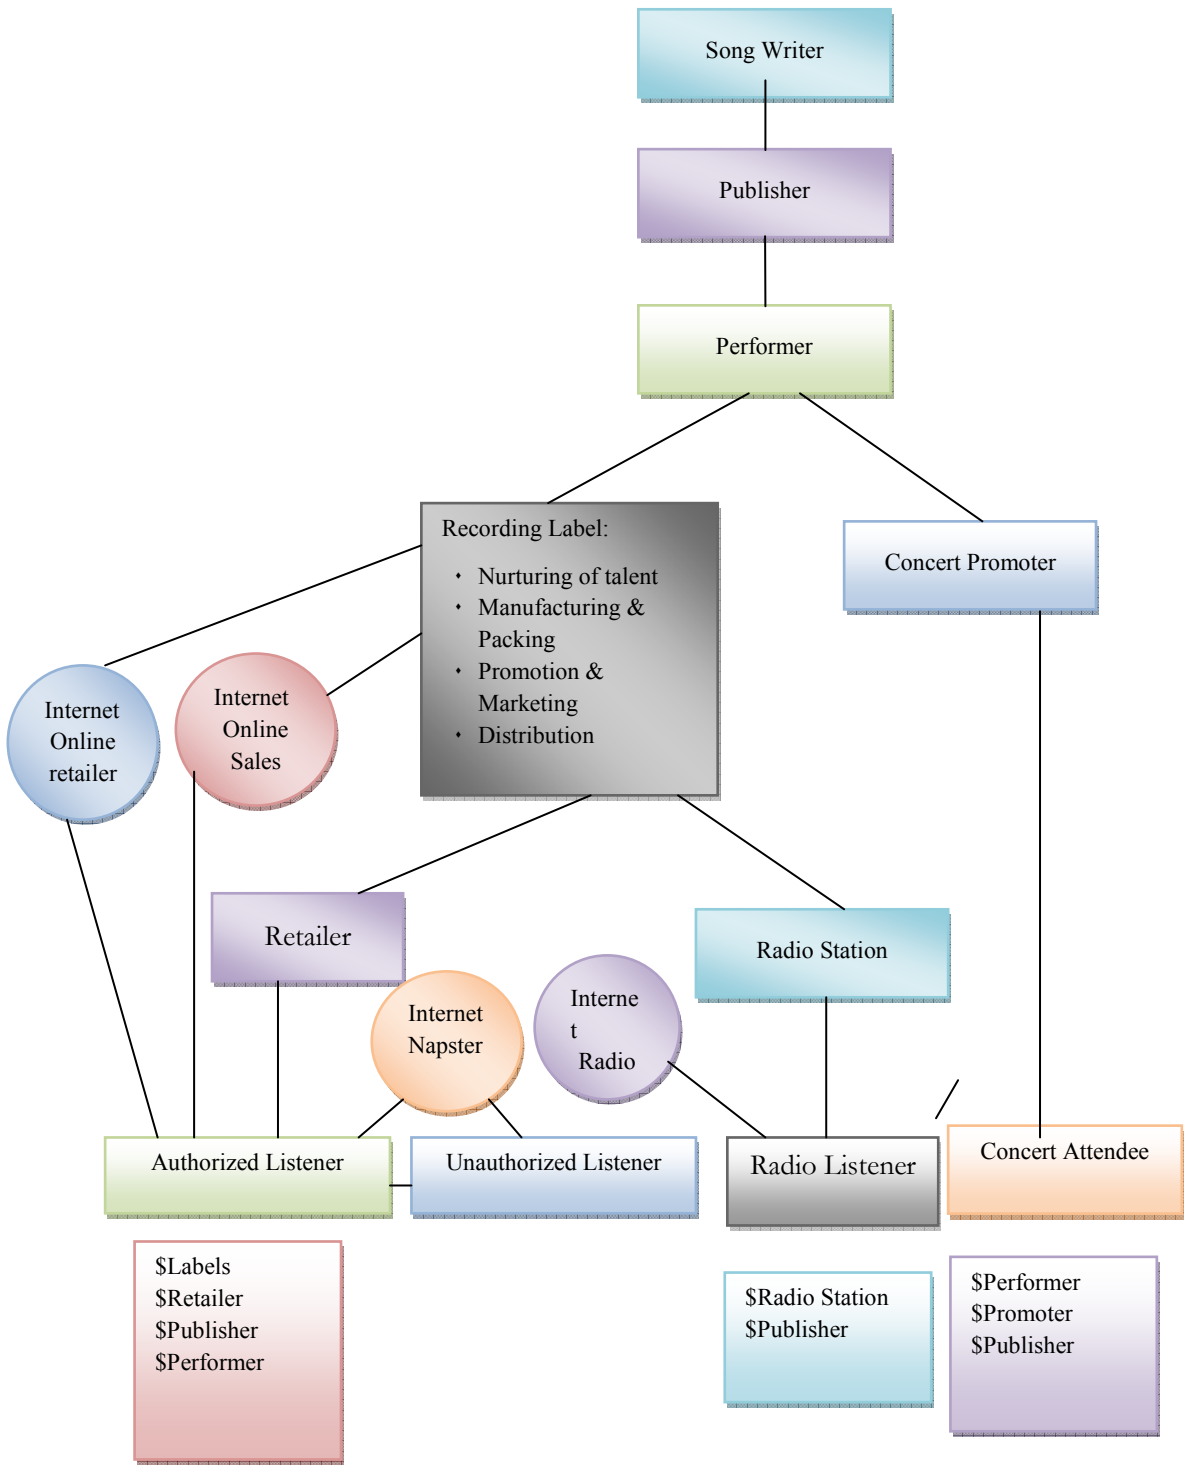 Song Writer
Publisher
Performer
Recording Label:
⬩ Nurturing of talent
⬩ Manufacturing &
Packing
⬩ Promotion &
Marketing
⬩ Distribution
Concert Promoter
Internet
Online
retailer
Internet
Online
Sales
Retailer
Radio Station
Internet
Napster
Interne
t
Radio
Authorized Listener
Unauthorized Listener
Radio Listener
Concert Attendee
$Labels
$Retailer
$Publisher
$Performer
$Radio Station
$Publisher
$Performer
$Promoter
$Publisher